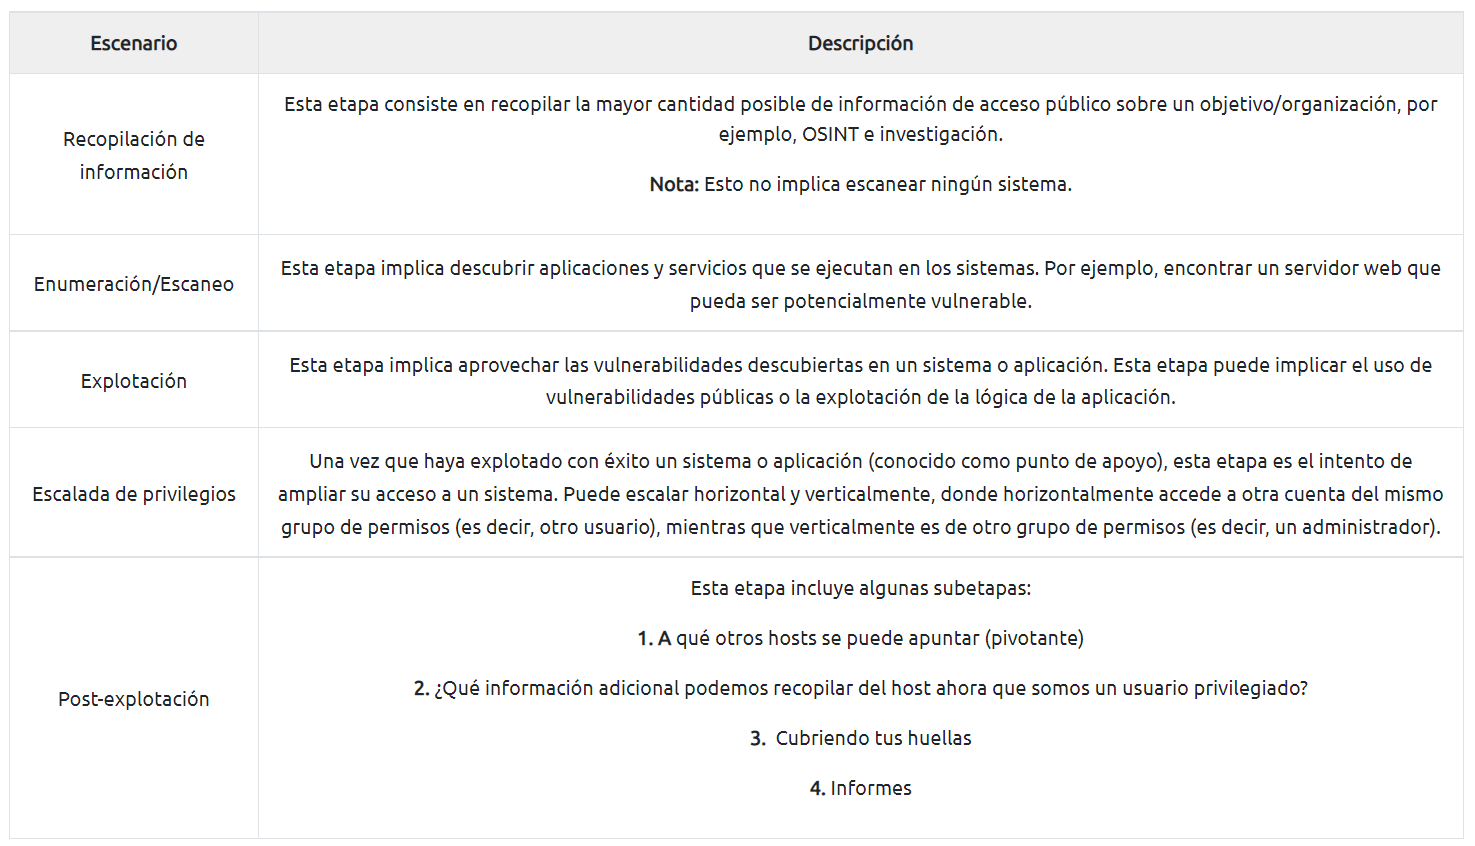 Escenario
Descripción
Recopilación de
información
Esta etapa consiste en recopilar la mayor cantidad posible de información de acceso público sobre un objetivo/organización, por
ejemplo, OSINT e investigación.
Nota: Esto no implica escanear ningún sistema.
Enumeración/Escaneo
Esta etapa implica descubrir aplicaciones y servicios que se ejecutan en los sistemas. Por ejemplo, encontrar un servidor web que
pueda ser potencialmente vulnerable.
Explotación
Esta etapa implica aprovechar las vulnerabilidades descubiertas en un sistema o aplicación. Esta etapa puede implicar el uso de
vulnerabilidades públicas o la explotación de la lógica de la aplicación.
Escalada de privilegios
Una vez que haya explotado con éxito un sistema o aplicación (conocido como punto de apoyo), esta etapa es el intento de
ampliar su acceso a un sistema. Puede escalar horizontal y verticalmente, donde horizontalmente accede a otra cuenta del mismo
grupo de permisos (es decir, otro usuario), mientras que verticalmente es de otro grupo de permisos (es decir, un administrador).
Post-explotación
Esta etapa incluye algunas subetapas:
1. A qué otros hosts se puede apuntar (pivotante)
2. ¿Qué información adicional podemos recopilar del host ahora que somos un usuario privilegiado?
3. Cubriendo tus huellas
4. Informes